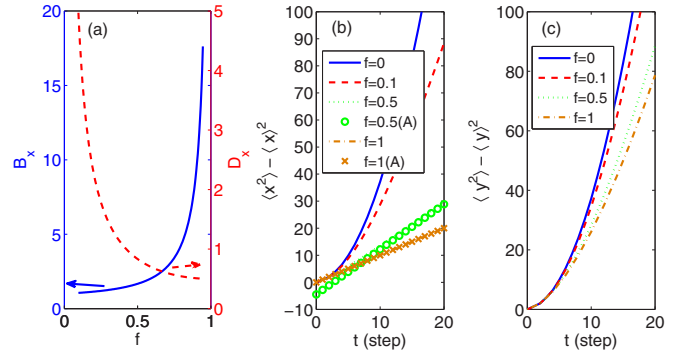 (a)
20
15
10
5
0
B_x
0
0.5
1
f
5
4
3
2
1
0
D_x
(b)
100
90
80
70
60
50
40
30
20
10
0
−10
⟨x²⟩ − ⟨x⟩²
f=0
f=0.1
f=0.5
f=0.5(A)
f=1
f=1(A)
0
10
20
t (step)
(c)
100
80
60
40
20
0
⟨y²⟩ − ⟨y⟩²
f=0
f=0.1
f=0.5
f=1
0
10
20
t (step)